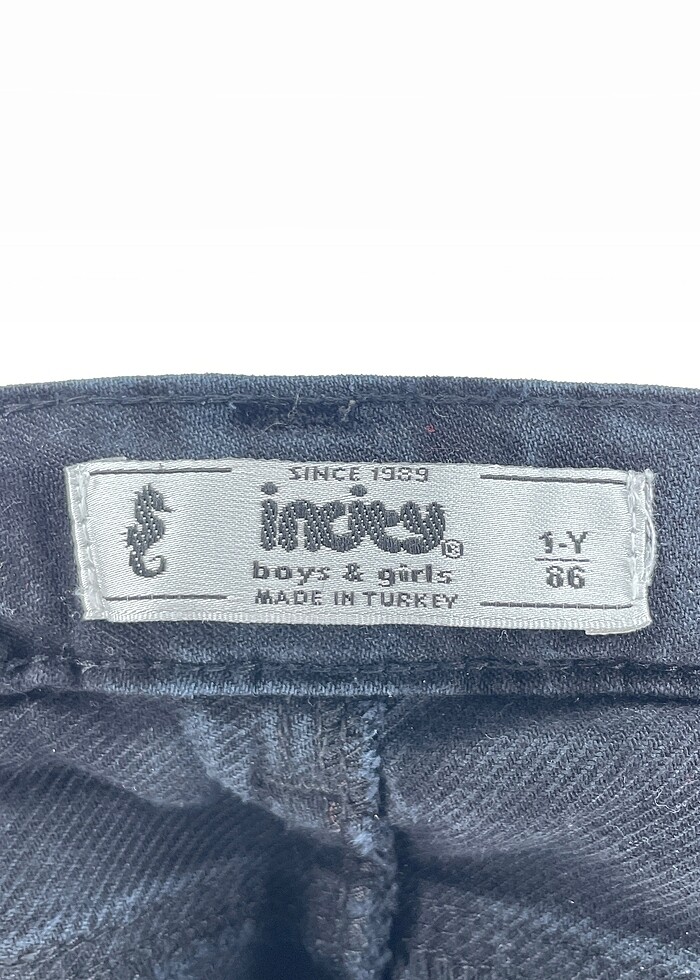 SINCE 1989
incity®
boys & girls
MADE IN TURKEY
1-Y
86